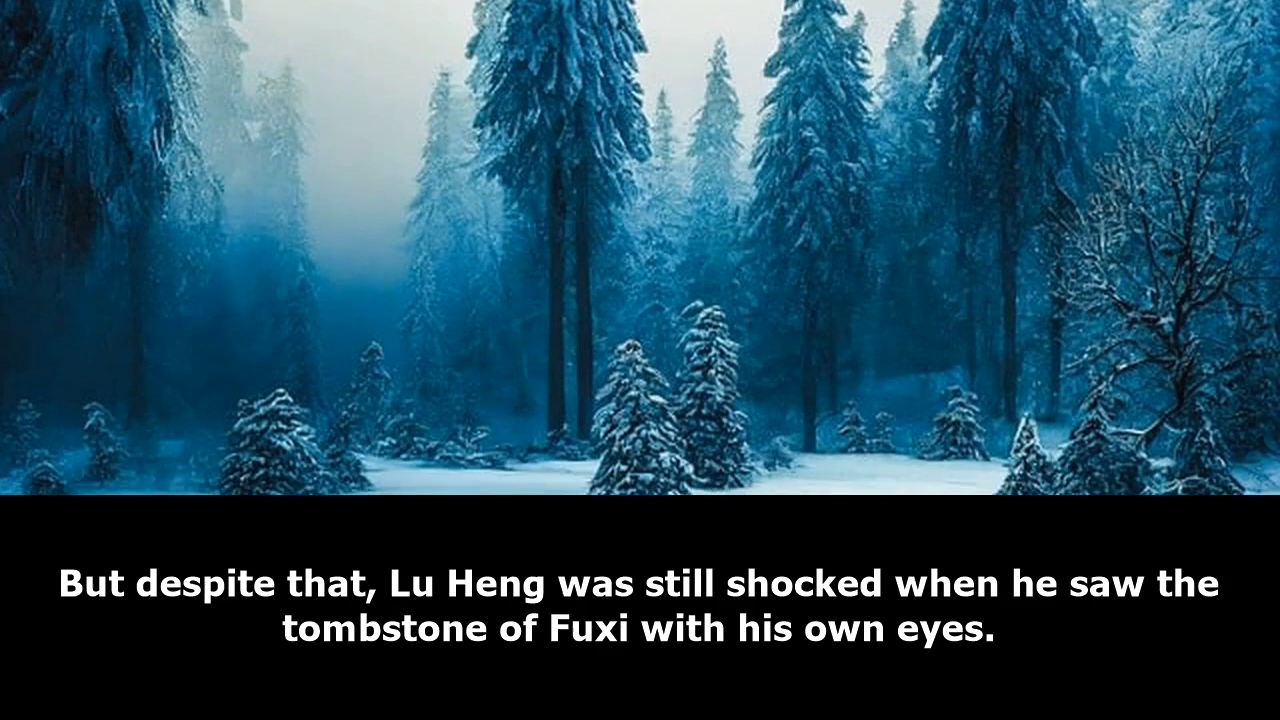 But despite that, Lu Heng was still shocked when he saw the
tombstone of Fuxi with his own eyes.